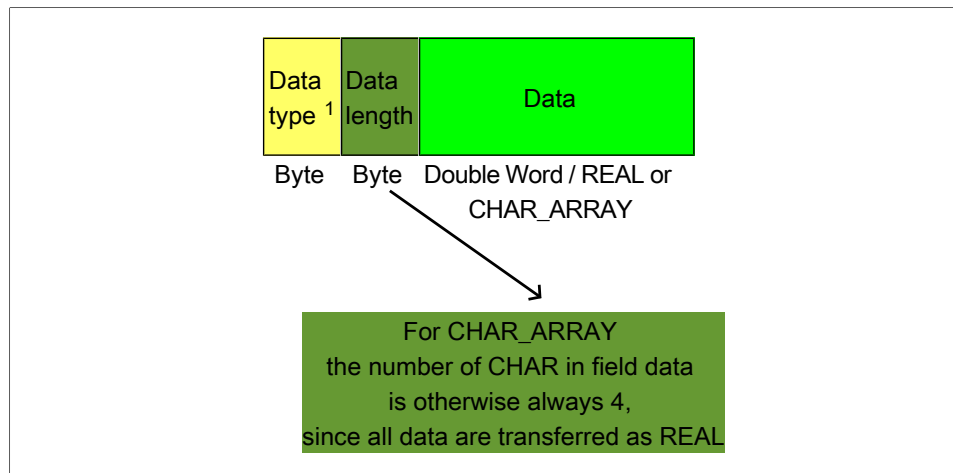 Data type ¹
Data length
Data
Byte
Byte
Double Word / REAL or
CHAR_ARRAY
For CHAR_ARRAY
the number of CHAR in field data
is otherwise always 4,
since all data are transferred as REAL